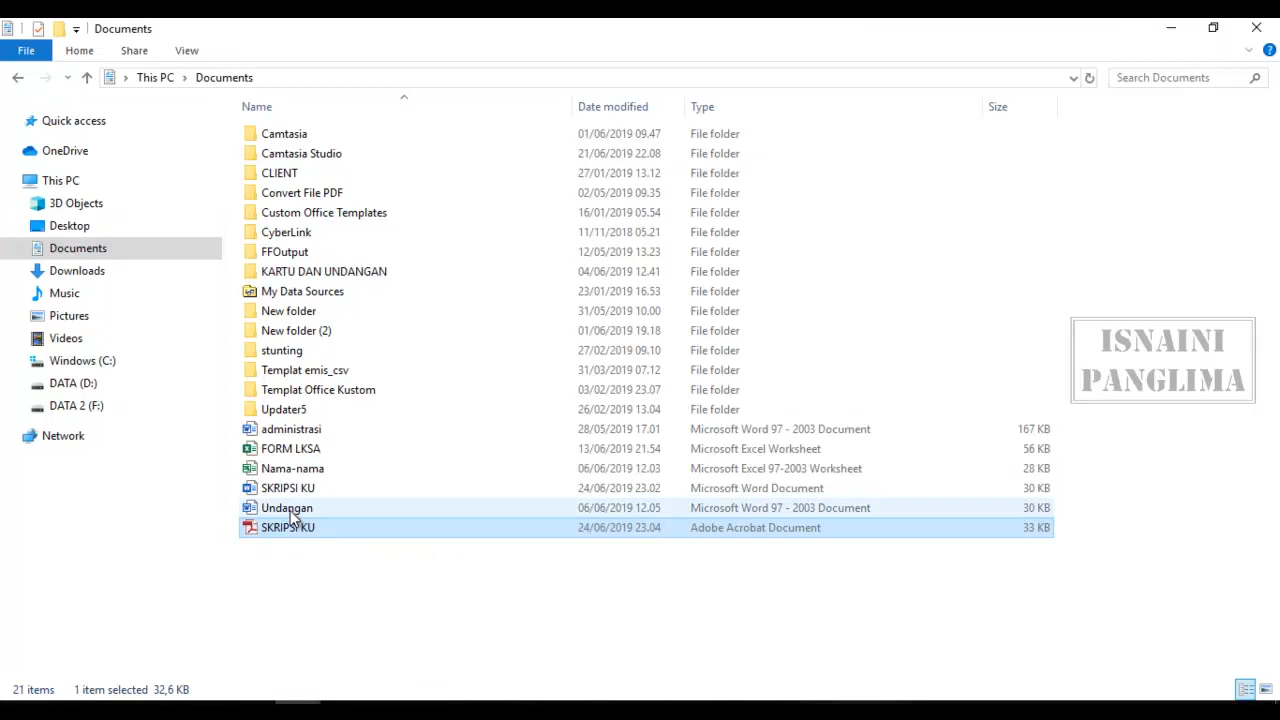 Documents
File Home Share View
This PC Documents Search Documents
Name Date modified Type Size
Quick access
OneDrive
This PC
3D Objects
Desktop
Documents
Downloads
Music
Pictures
Videos
Windows (C:)
DATA (D:)
DATA 2 (F:)
Network
Camtasia 01/06/2019 09.47 File folder
Camtasia Studio 21/06/2019 22.08 File folder
CLIENT 27/01/2019 13.12 File folder
Convert File PDF 02/05/2019 09.35 File folder
Custom Office Templates 16/01/2019 05.54 File folder
CyberLink 11/11/2018 05.21 File folder
FFOutput 12/05/2019 13.23 File folder
KARTU DAN UNDANGAN 04/06/2019 12.41 File folder
My Data Sources 23/01/2019 16.53 File folder
New folder 31/05/2019 10.00 File folder
New folder (2) 01/06/2019 19.18 File folder
stunting 27/02/2019 09.10 File folder
Templat emis_csv 31/03/2019 07.12 File folder
Templat Office Kustom 03/02/2019 23.07 File folder
Updater5 26/02/2019 13.04 File folder
administrasi 28/05/2019 17.01 Microsoft Word 97 - 2003 Document 167 KB
FORM LKSA 13/06/2019 21.54 Microsoft Excel Worksheet 56 KB
Nama-nama 06/06/2019 12.03 Microsoft Excel 97-2003 Worksheet 28 KB
SKRIPSI KU 24/06/2019 23.02 Microsoft Word Document 30 KB
Undangan 06/06/2019 12.05 Microsoft Word 97 - 2003 Document 30 KB
SKRIPSI KU 24/06/2019 23.04 Adobe Acrobat Document 33 KB
ISNAINI
PANGLIMA
21 items 1 item selected 32,6 KB